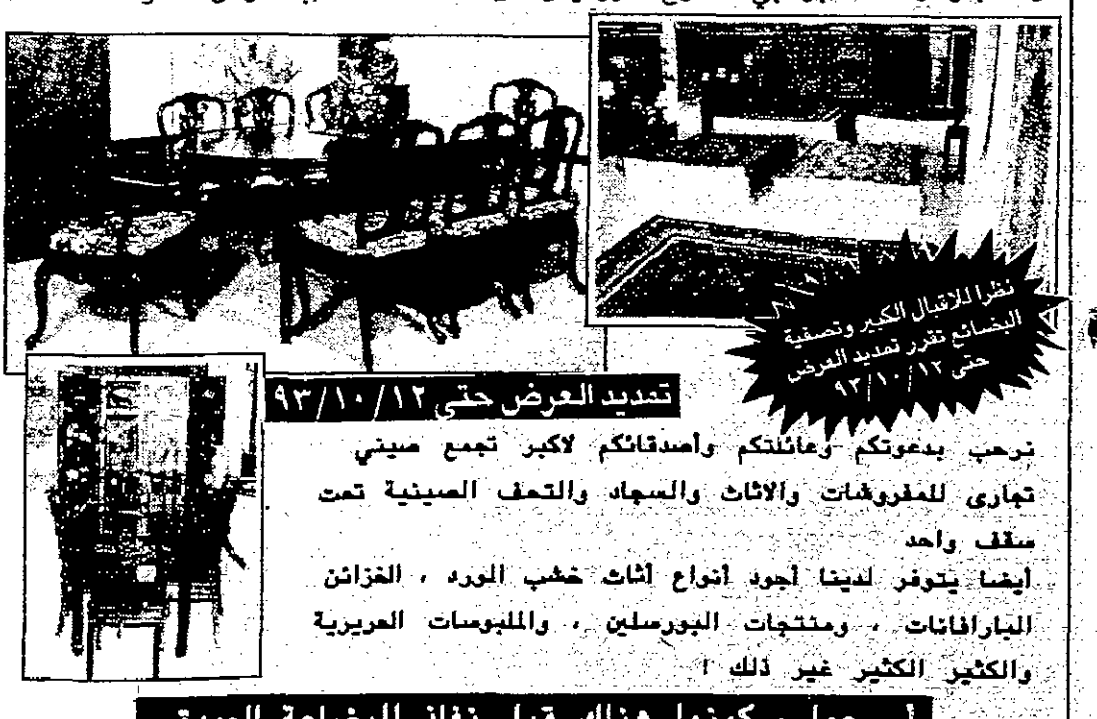 نظرا للاقبال الكبير وتصفية
البضائع تقرر تمديد العرض
حتى ٩٣/١٠/١٢
تمديد العرض حتى ٩٣/١٠/١٢
نرحب بدعوتكم وعائلتكم وأصدقائكم لاكبر تجمع صيني
تجارى للمفروشات والاثاث والسجاد والتحف الصينية تحت
سقف واحد
أيضا يتوفر لدينا أجود أنواع أثاث خشب الورد ، الخزائن
البارافانات ، ومنتجات البورسلين ، والملبوسات الحريرية
والكثير الكثير غير ذلك !